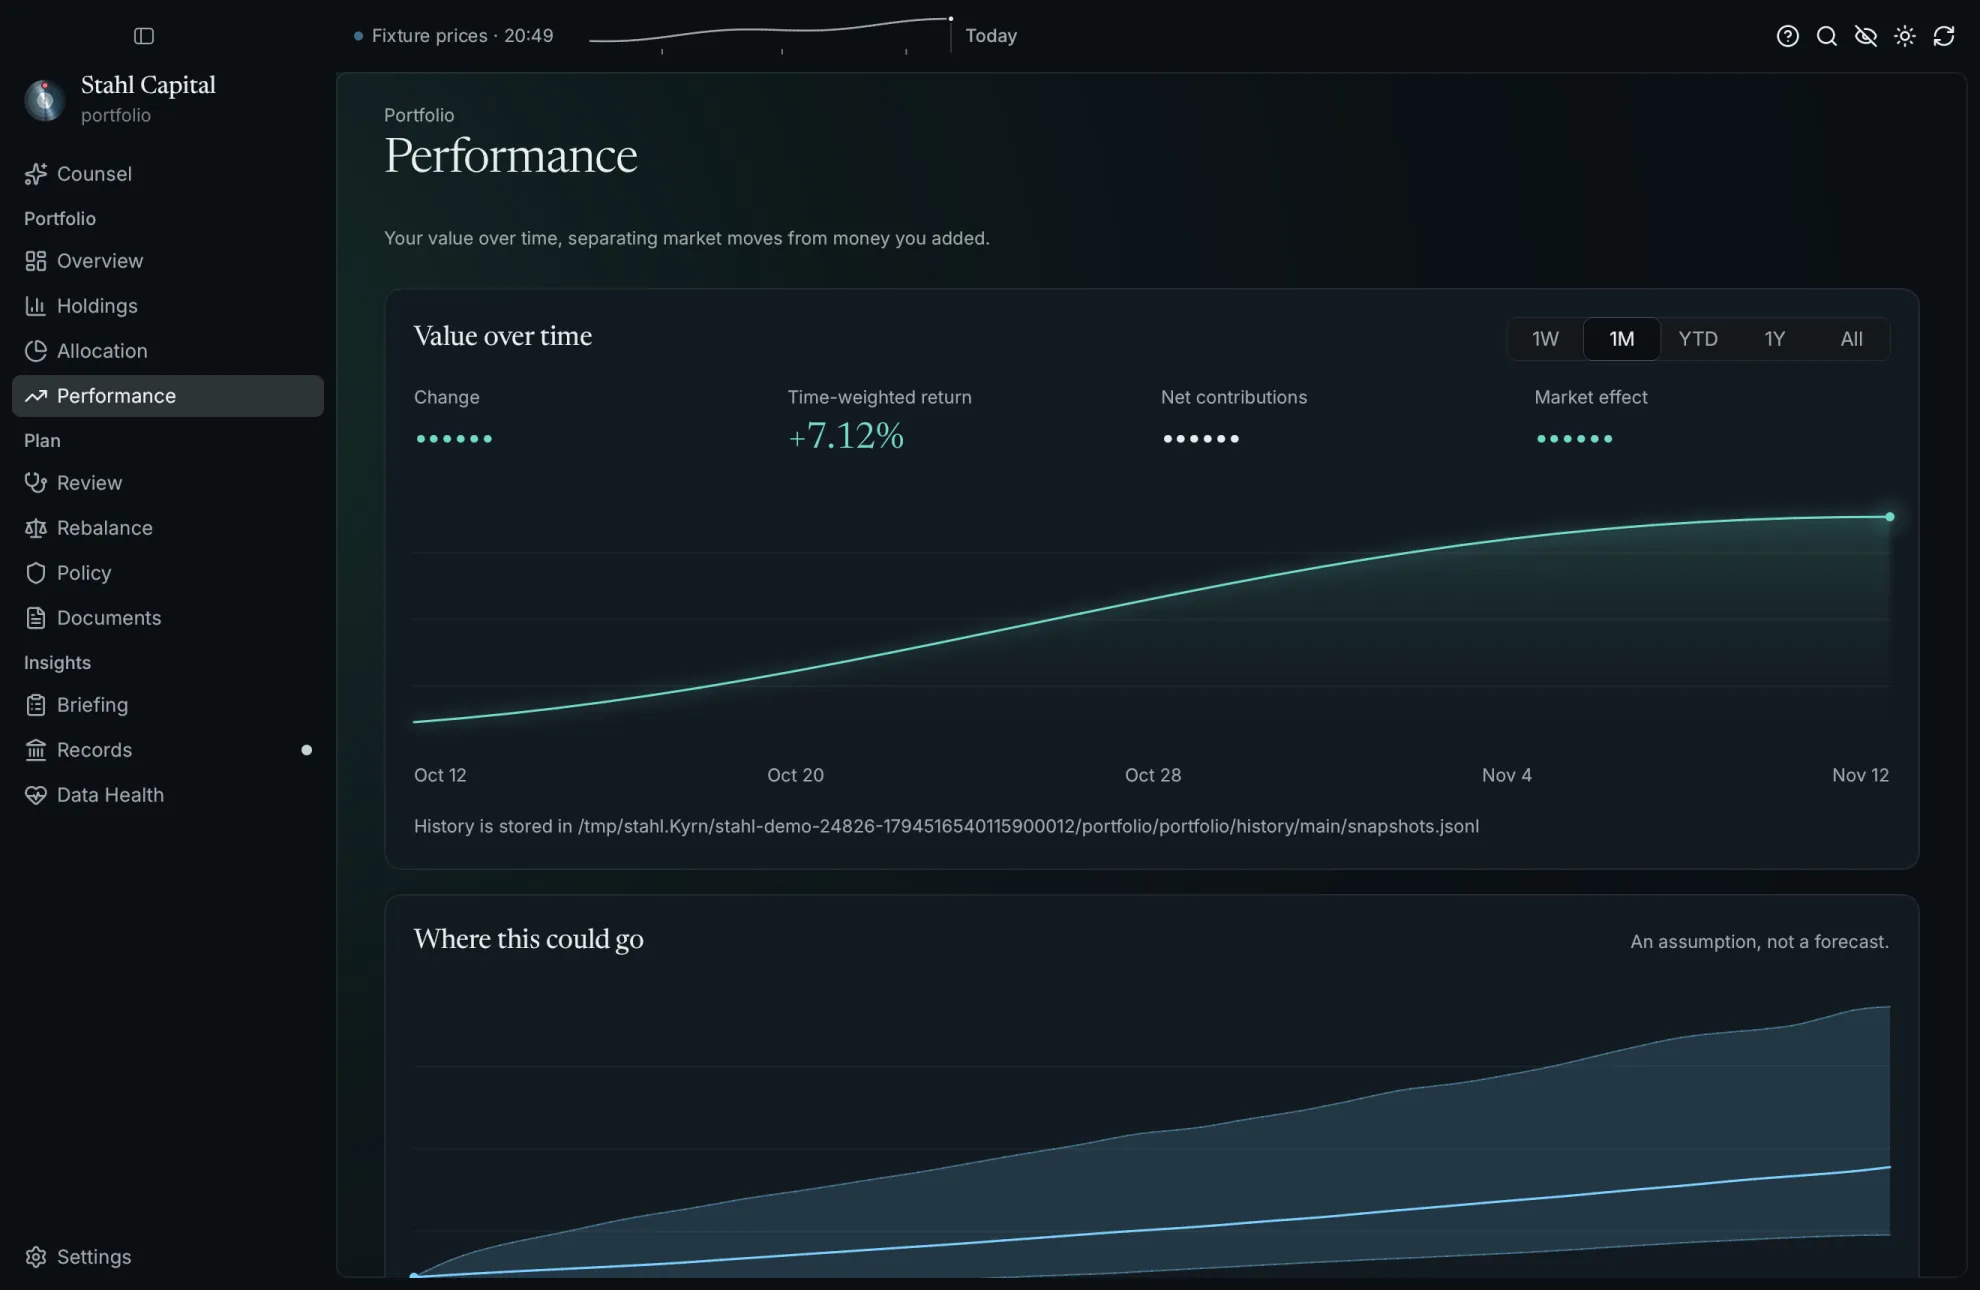 Fixture prices · 20:49
Today
Stahl Capital
portfolio
Counsel
Portfolio
Overview
Holdings
Allocation
Performance
Plan
Review
Rebalance
Policy
Documents
Insights
Briefing
Records
Data Health
Settings
Portfolio
Performance
Your value over time, separating market moves from money you added.
Value over time
1W 1M YTD 1Y All
Change
Time-weighted return
Net contributions
Market effect
••••••
+7.12%
••••••
••••••
Oct 12 Oct 20 Oct 28 Nov 4 Nov 12
History is stored in /tmp/stahl.Kyrn/stahl-demo-24826-1794516540115900012/portfolio/portfolio/history/main/snapshots.jsonl
Where this could go
An assumption, not a forecast.